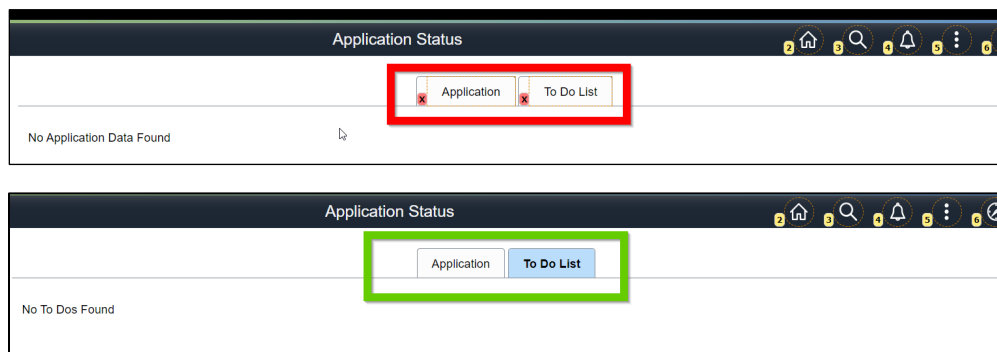 Application Status
2 3 4 5 6
x Application x To Do List
No Application Data Found
Application Status
2 3 4 5 6
Application To Do List
No To Dos Found